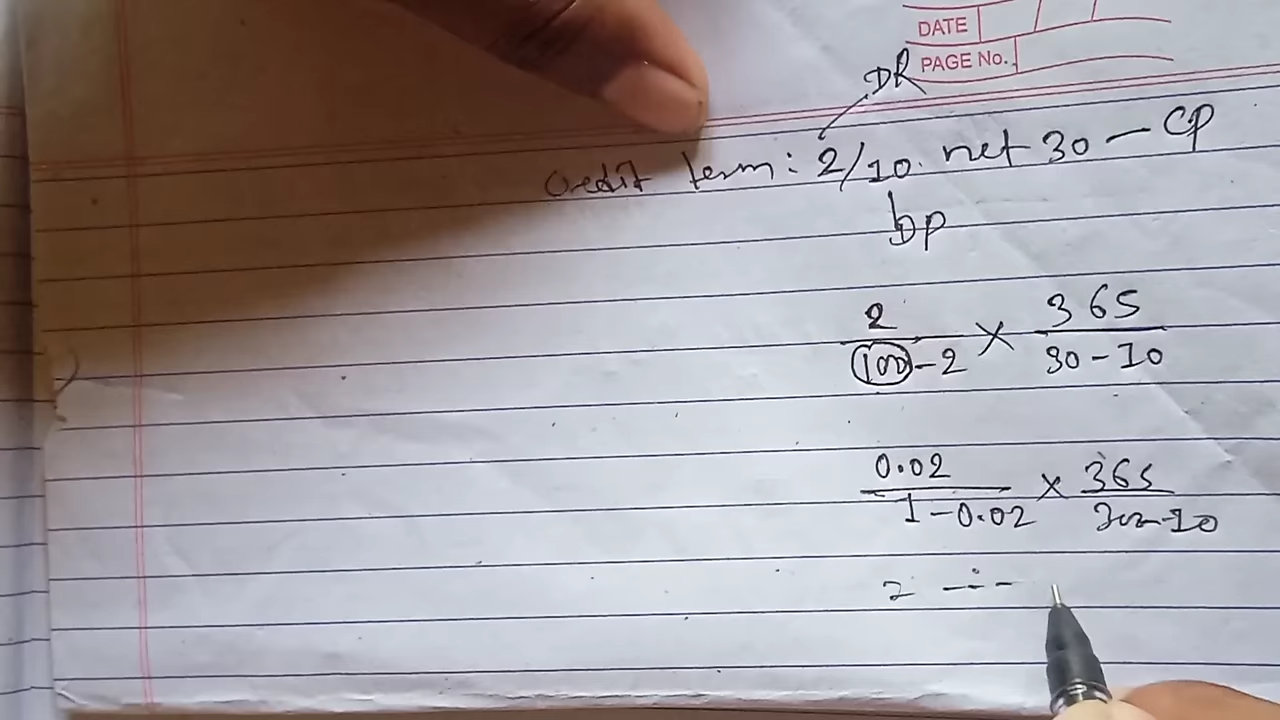 DATE
PAGE No.
DR
Credit term: 2/10. net 30 - CP
DP
2 / 100-2 × 365 / 30-10
0.02 / 1-0.02 × 365 / 30-10